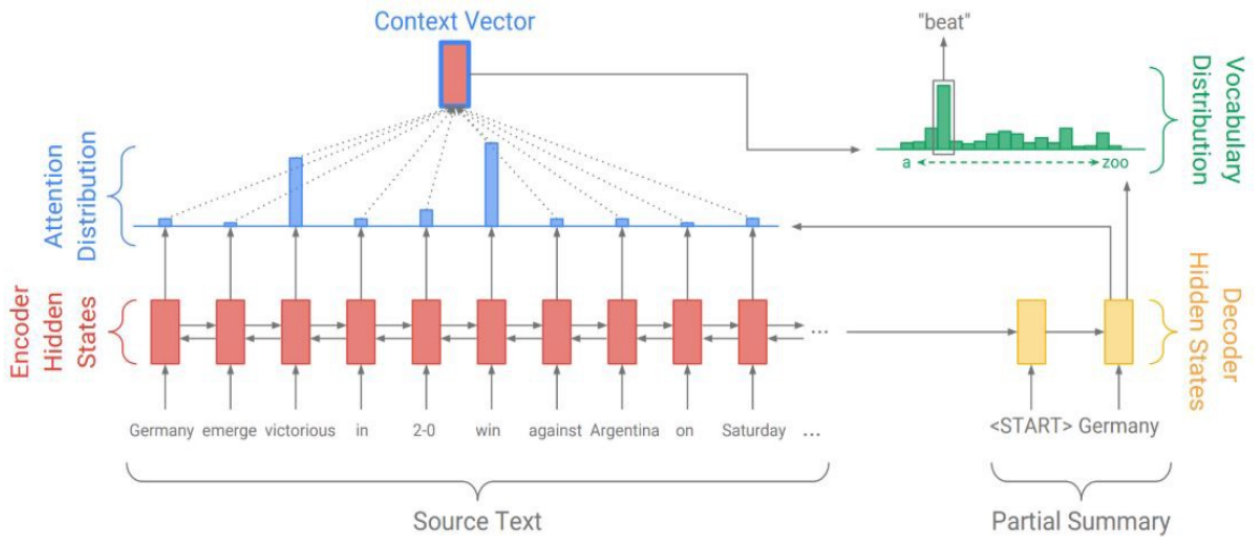 Context Vector
"beat"
Vocabulary
Distribution
a
zoo
Attention
Distribution
Encoder
Hidden
States
...
Decoder
Hidden States
Germany emerge victorious in 2-0 win against Argentina on Saturday ...
<START> Germany
Source Text
Partial Summary